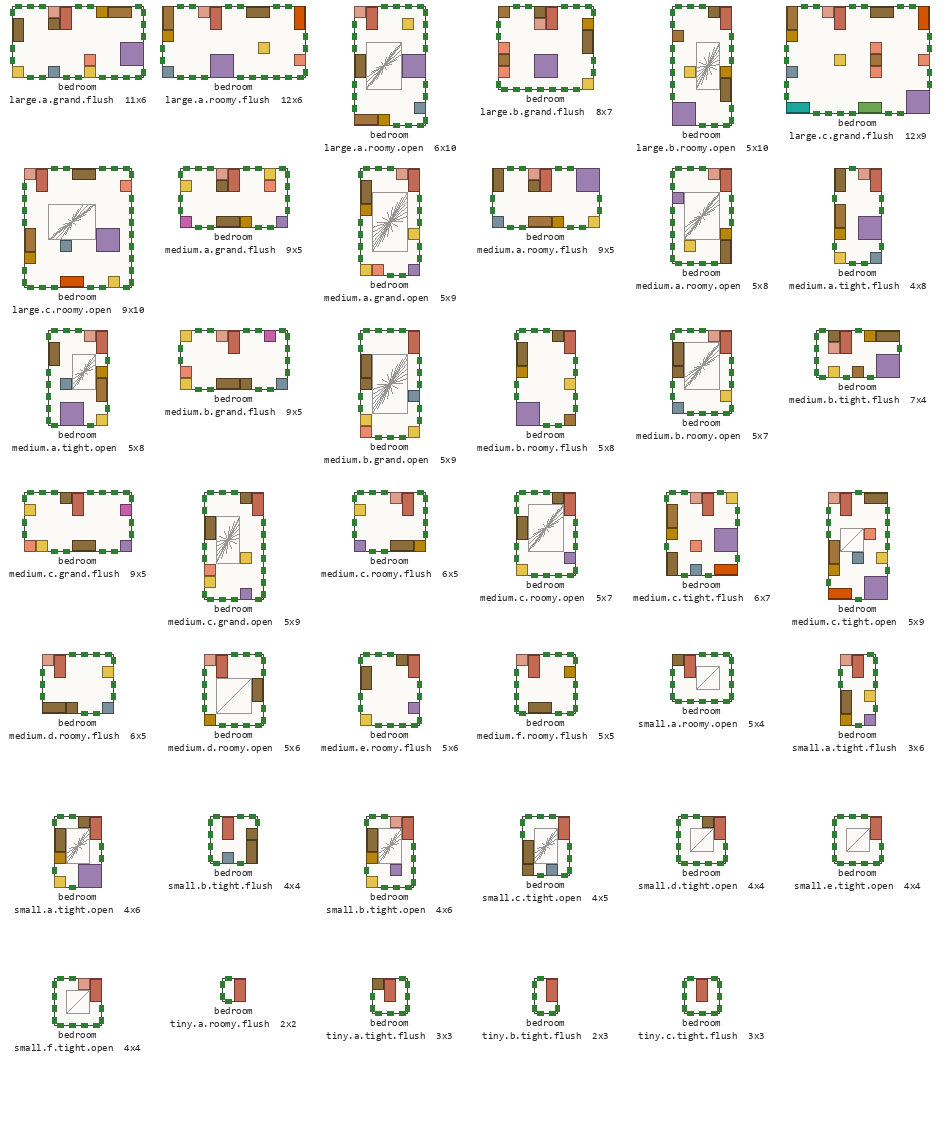 bedroom
large.a.grand.flush 11x6
bedroom
large.a.roomy.flush 12x6
bedroom
large.a.roomy.open 6x10
bedroom
large.b.grand.flush 8x7
bedroom
large.b.roomy.open 5x10
bedroom
large.c.grand.flush 12x9
bedroom
large.c.roomy.open 9x10
bedroom
medium.a.grand.flush 9x5
bedroom
medium.a.grand.open 5x9
bedroom
medium.a.roomy.flush 9x5
bedroom
medium.a.roomy.open 5x8
bedroom
medium.a.tight.flush 4x8
bedroom
medium.a.tight.open 5x8
bedroom
medium.b.grand.flush 9x5
bedroom
medium.b.grand.open 5x9
bedroom
medium.b.roomy.flush 5x8
bedroom
medium.b.roomy.open 5x7
bedroom
medium.b.tight.flush 7x4
bedroom
medium.c.grand.flush 9x5
bedroom
medium.c.grand.open 5x9
bedroom
medium.c.roomy.flush 6x5
bedroom
medium.c.roomy.open 5x7
bedroom
medium.c.tight.flush 6x7
bedroom
medium.c.tight.open 5x9
bedroom
medium.d.roomy.flush 6x5
bedroom
medium.d.roomy.open 5x6
bedroom
medium.e.roomy.flush 5x6
bedroom
medium.f.roomy.flush 5x5
bedroom
small.a.roomy.open 5x4
bedroom
small.a.tight.flush 3x6
bedroom
small.a.tight.open 4x6
bedroom
small.b.tight.flush 4x4
bedroom
small.b.tight.open 4x6
bedroom
small.c.tight.open 4x5
bedroom
small.d.tight.open 4x4
bedroom
small.e.tight.open 4x4
bedroom
small.f.tight.open 4x4
bedroom
tiny.a.roomy.flush 2x2
bedroom
tiny.a.tight.flush 3x3
bedroom
tiny.b.tight.flush 2x3
bedroom
tiny.c.tight.flush 3x3